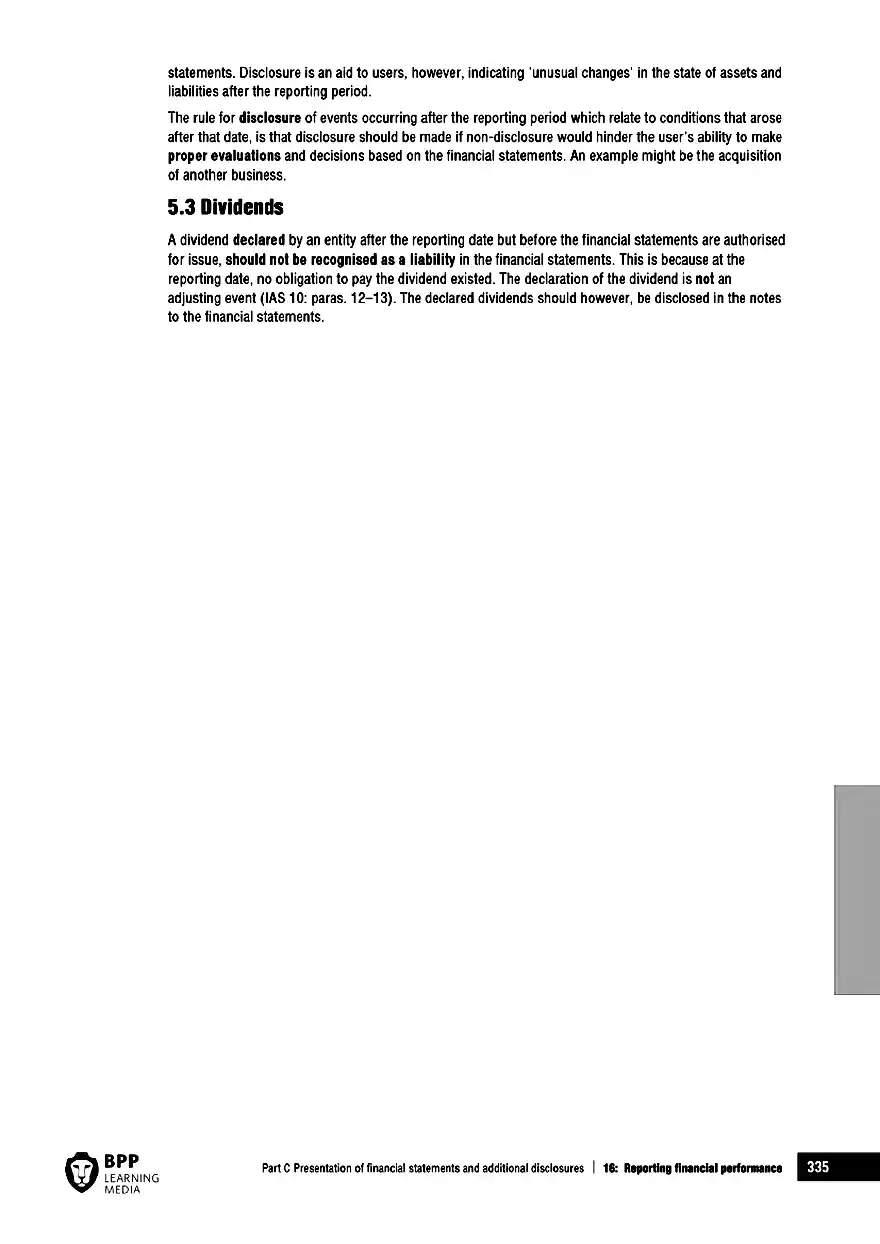 statements. Disclosure is an aid to users, however, indicating 'unusual changes' in the state of assets and
liabilities after the reporting period.
The rule for disclosure of events occurring after the reporting period which relate to conditions that arose
after that date, is that disclosure should be made if non-disclosure would hinder the user's ability to make
proper evaluations and decisions based on the financial statements. An example might be the acquisition
of another business.
5.3 Dividends
A dividend declared by an entity after the reporting date but before the financial statements are authorised
for issue, should not be recognised as a liability in the financial statements. This is because at the
reporting date, no obligation to pay the dividend existed. The declaration of the dividend is not an
adjusting event (IAS 10: paras. 12–13). The declared dividends should however, be disclosed in the notes
to the financial statements.
BPP
LEARNING
MEDIA
Part C Presentation of financial statements and additional disclosures | 16: Reporting financial performance 335